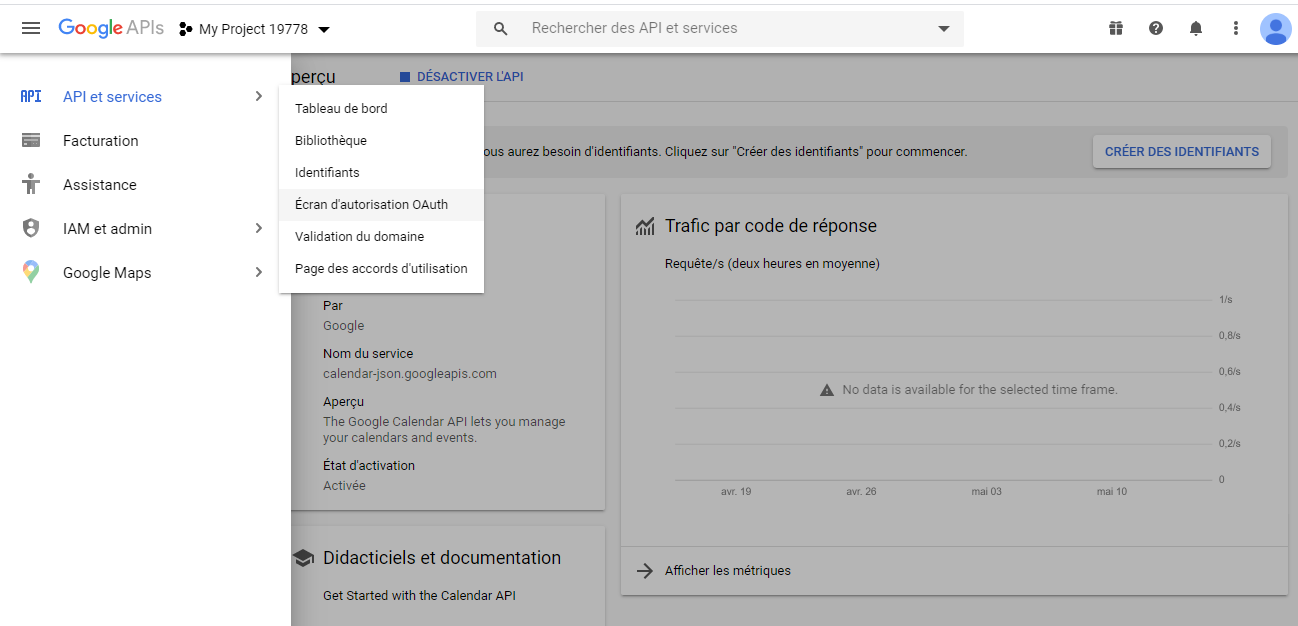 Google APIs
My Project 19778
Rechercher des API et services
API
API et services
Facturation
Assistance
IAM et admin
Google Maps
Tableau de bord
Bibliothèque
Identifiants
Écran d'autorisation OAuth
Validation du domaine
Page des accords d'utilisation
perçu
DÉSACTIVER L'API
ous aurez besoin d'identifiants. Cliquez sur "Créer des identifiants" pour commencer.
CRÉER DES IDENTIFIANTS
Par
Google
Nom du service
calendar-json.googleapis.com
Aperçu
The Google Calendar API lets you manage
your calendars and events.
État d'activation
Activée
Didacticiels et documentation
Get Started with the Calendar API
Trafic par code de réponse
Requête/s (deux heures en moyenne)
1/s
0,8/s
0,6/s
No data is available for the selected time frame.
0,4/s
0,2/s
0
avr. 19
avr. 26
mai 03
mai 10
Afficher les métriques